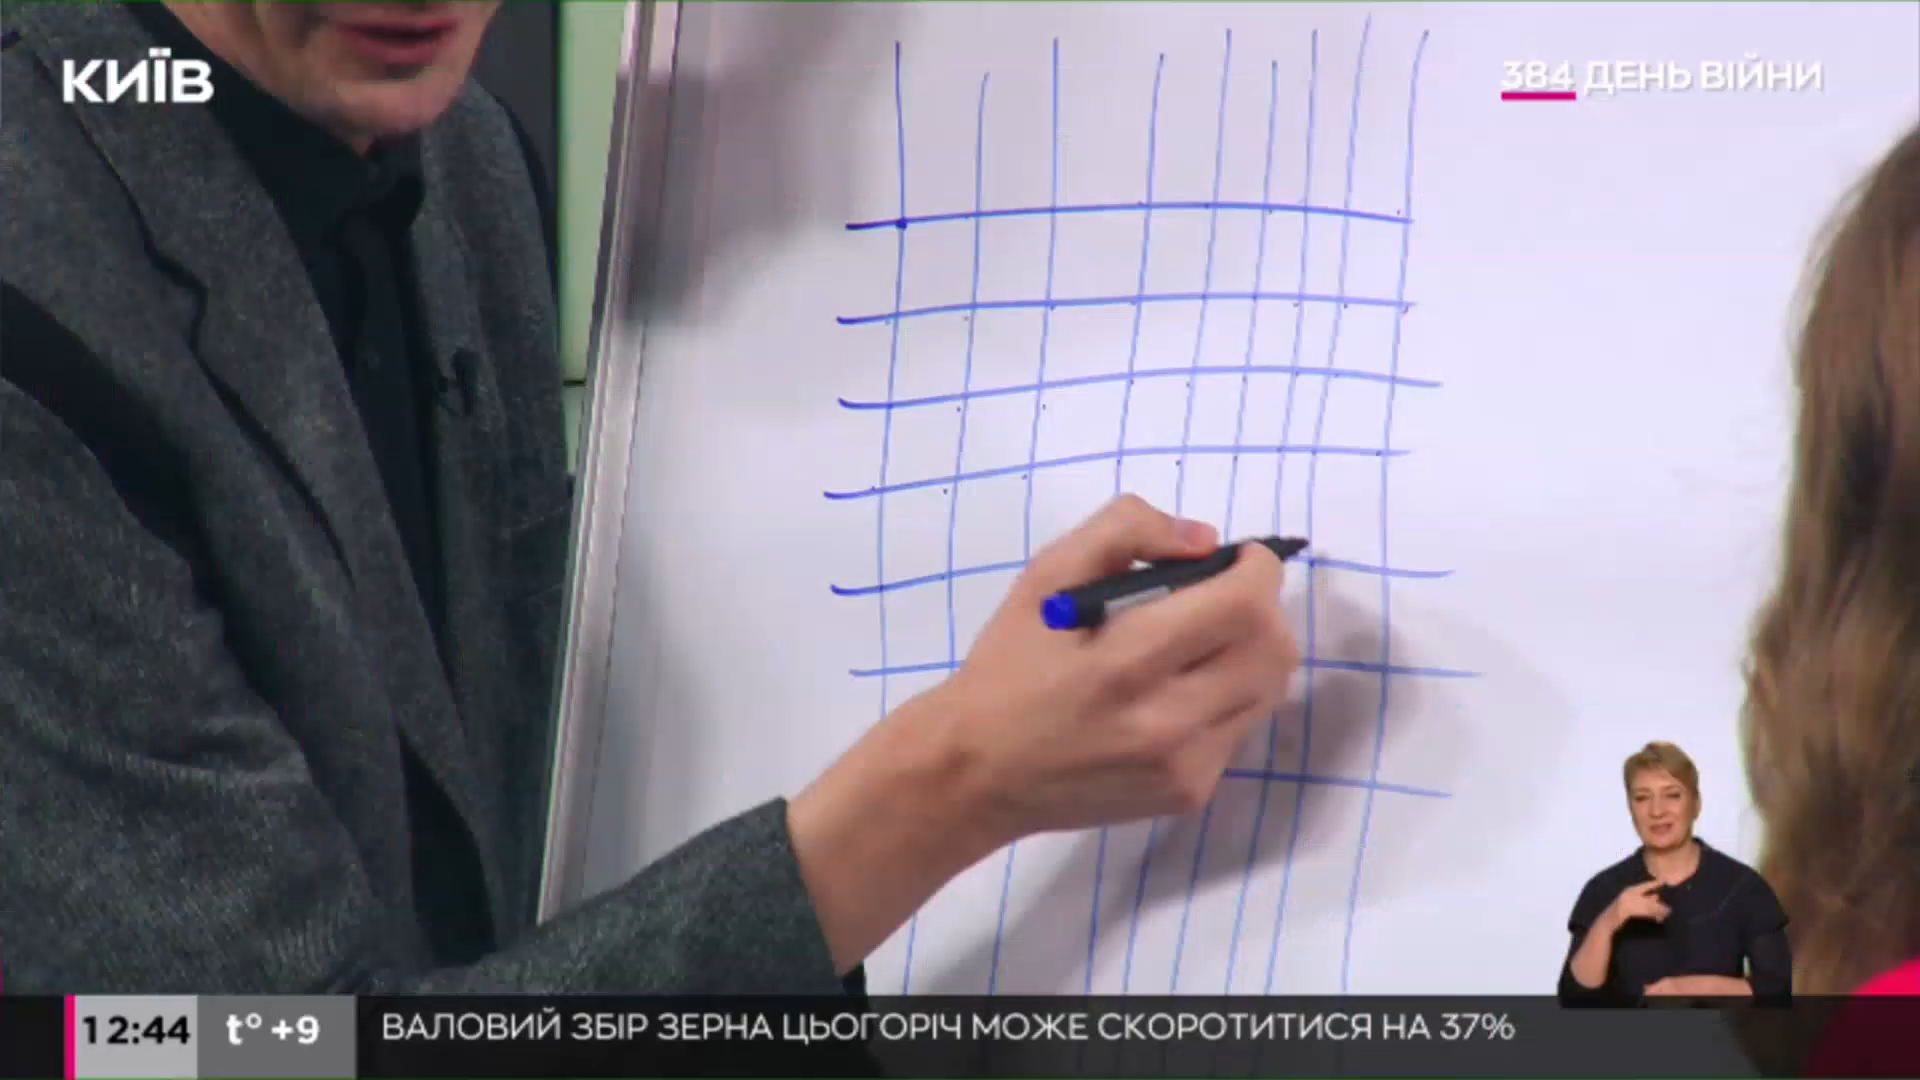 КИЇВ
384 ДЕНЬ ВІЙНИ
12:44
t° +9
ВАЛОВИЙ ЗБІР ЗЕРНА ЦЬОГОРІЧ МОЖЕ СКОРОТИТИСЯ НА 37%